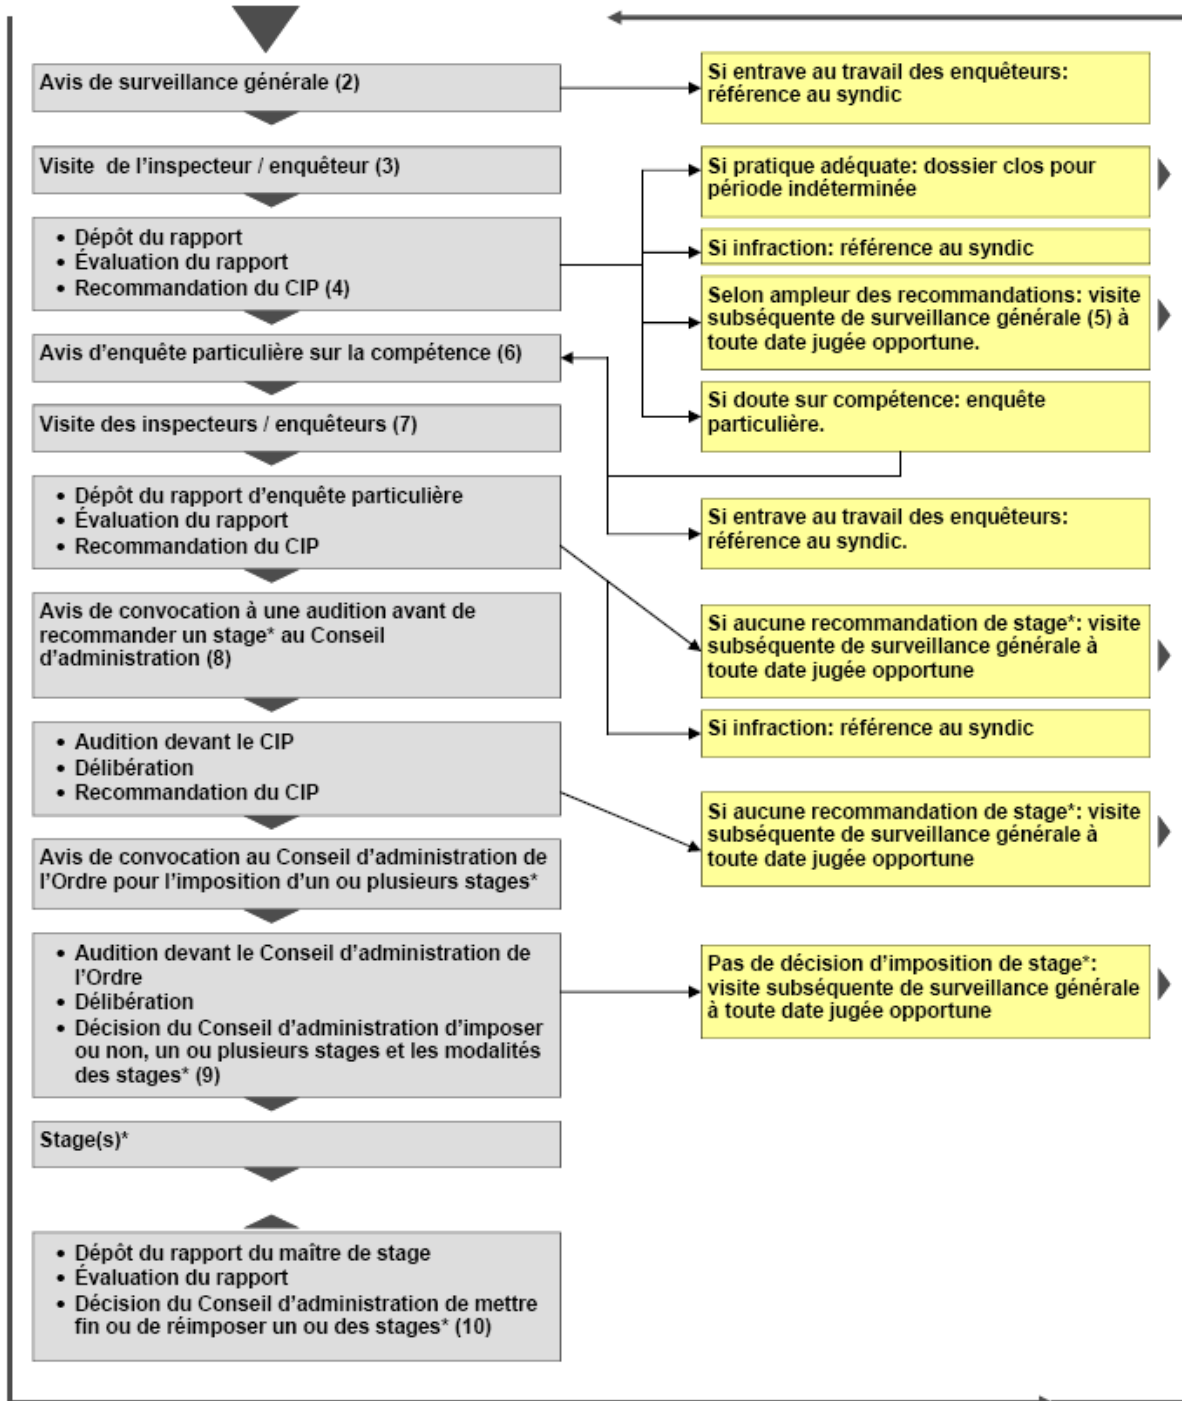 Avis de surveillance générale (2)
Si entrave au travail des enquêteurs:
référence au syndic
Visite  de l'inspecteur / enquêteur (3)
Si pratique adéquate: dossier clos pour
période indéterminée
• Dépôt du rapport
• Évaluation du rapport
• Recommandation du CIP (4)
Si infraction: référence au syndic
Selon ampleur des recommandations: visite
subséquente de surveillance générale (5) à
toute date jugée opportune.
Avis d'enquête particulière sur la compétence (6)
Si doute sur compétence: enquête
particulière.
Visite des inspecteurs / enquêteurs (7)
• Dépôt du rapport d'enquête particulière
• Évaluation du rapport
• Recommandation du CIP
Si entrave au travail des enquêteurs:
référence au syndic.
Avis de convocation à une audition avant de
recommander un stage* au Conseil
d'administration (8)
Si aucune recommandation de stage*: visite
subséquente de surveillance générale à
toute date jugée opportune
Si infraction: référence au syndic
• Audition devant le CIP
• Délibération
• Recommandation du CIP
Si aucune recommandation de stage*: visite
subséquente de surveillance générale à
toute date jugée opportune
Avis de convocation au Conseil d'administration de
l'Ordre pour l'imposition d'un ou plusieurs stages*
• Audition devant le Conseil d'administration de
l'Ordre
• Délibération
• Décision du Conseil d'administration d'imposer
ou non, un ou plusieurs stages et les modalités
des stages* (9)
Pas de décision d'imposition de stage*:
visite subséquente de surveillance générale
à toute date jugée opportune
Stage(s)*
• Dépôt du rapport du maître de stage
• Évaluation du rapport
• Décision du Conseil d'administration de mettre
fin ou de réimposer un ou des stages* (10)